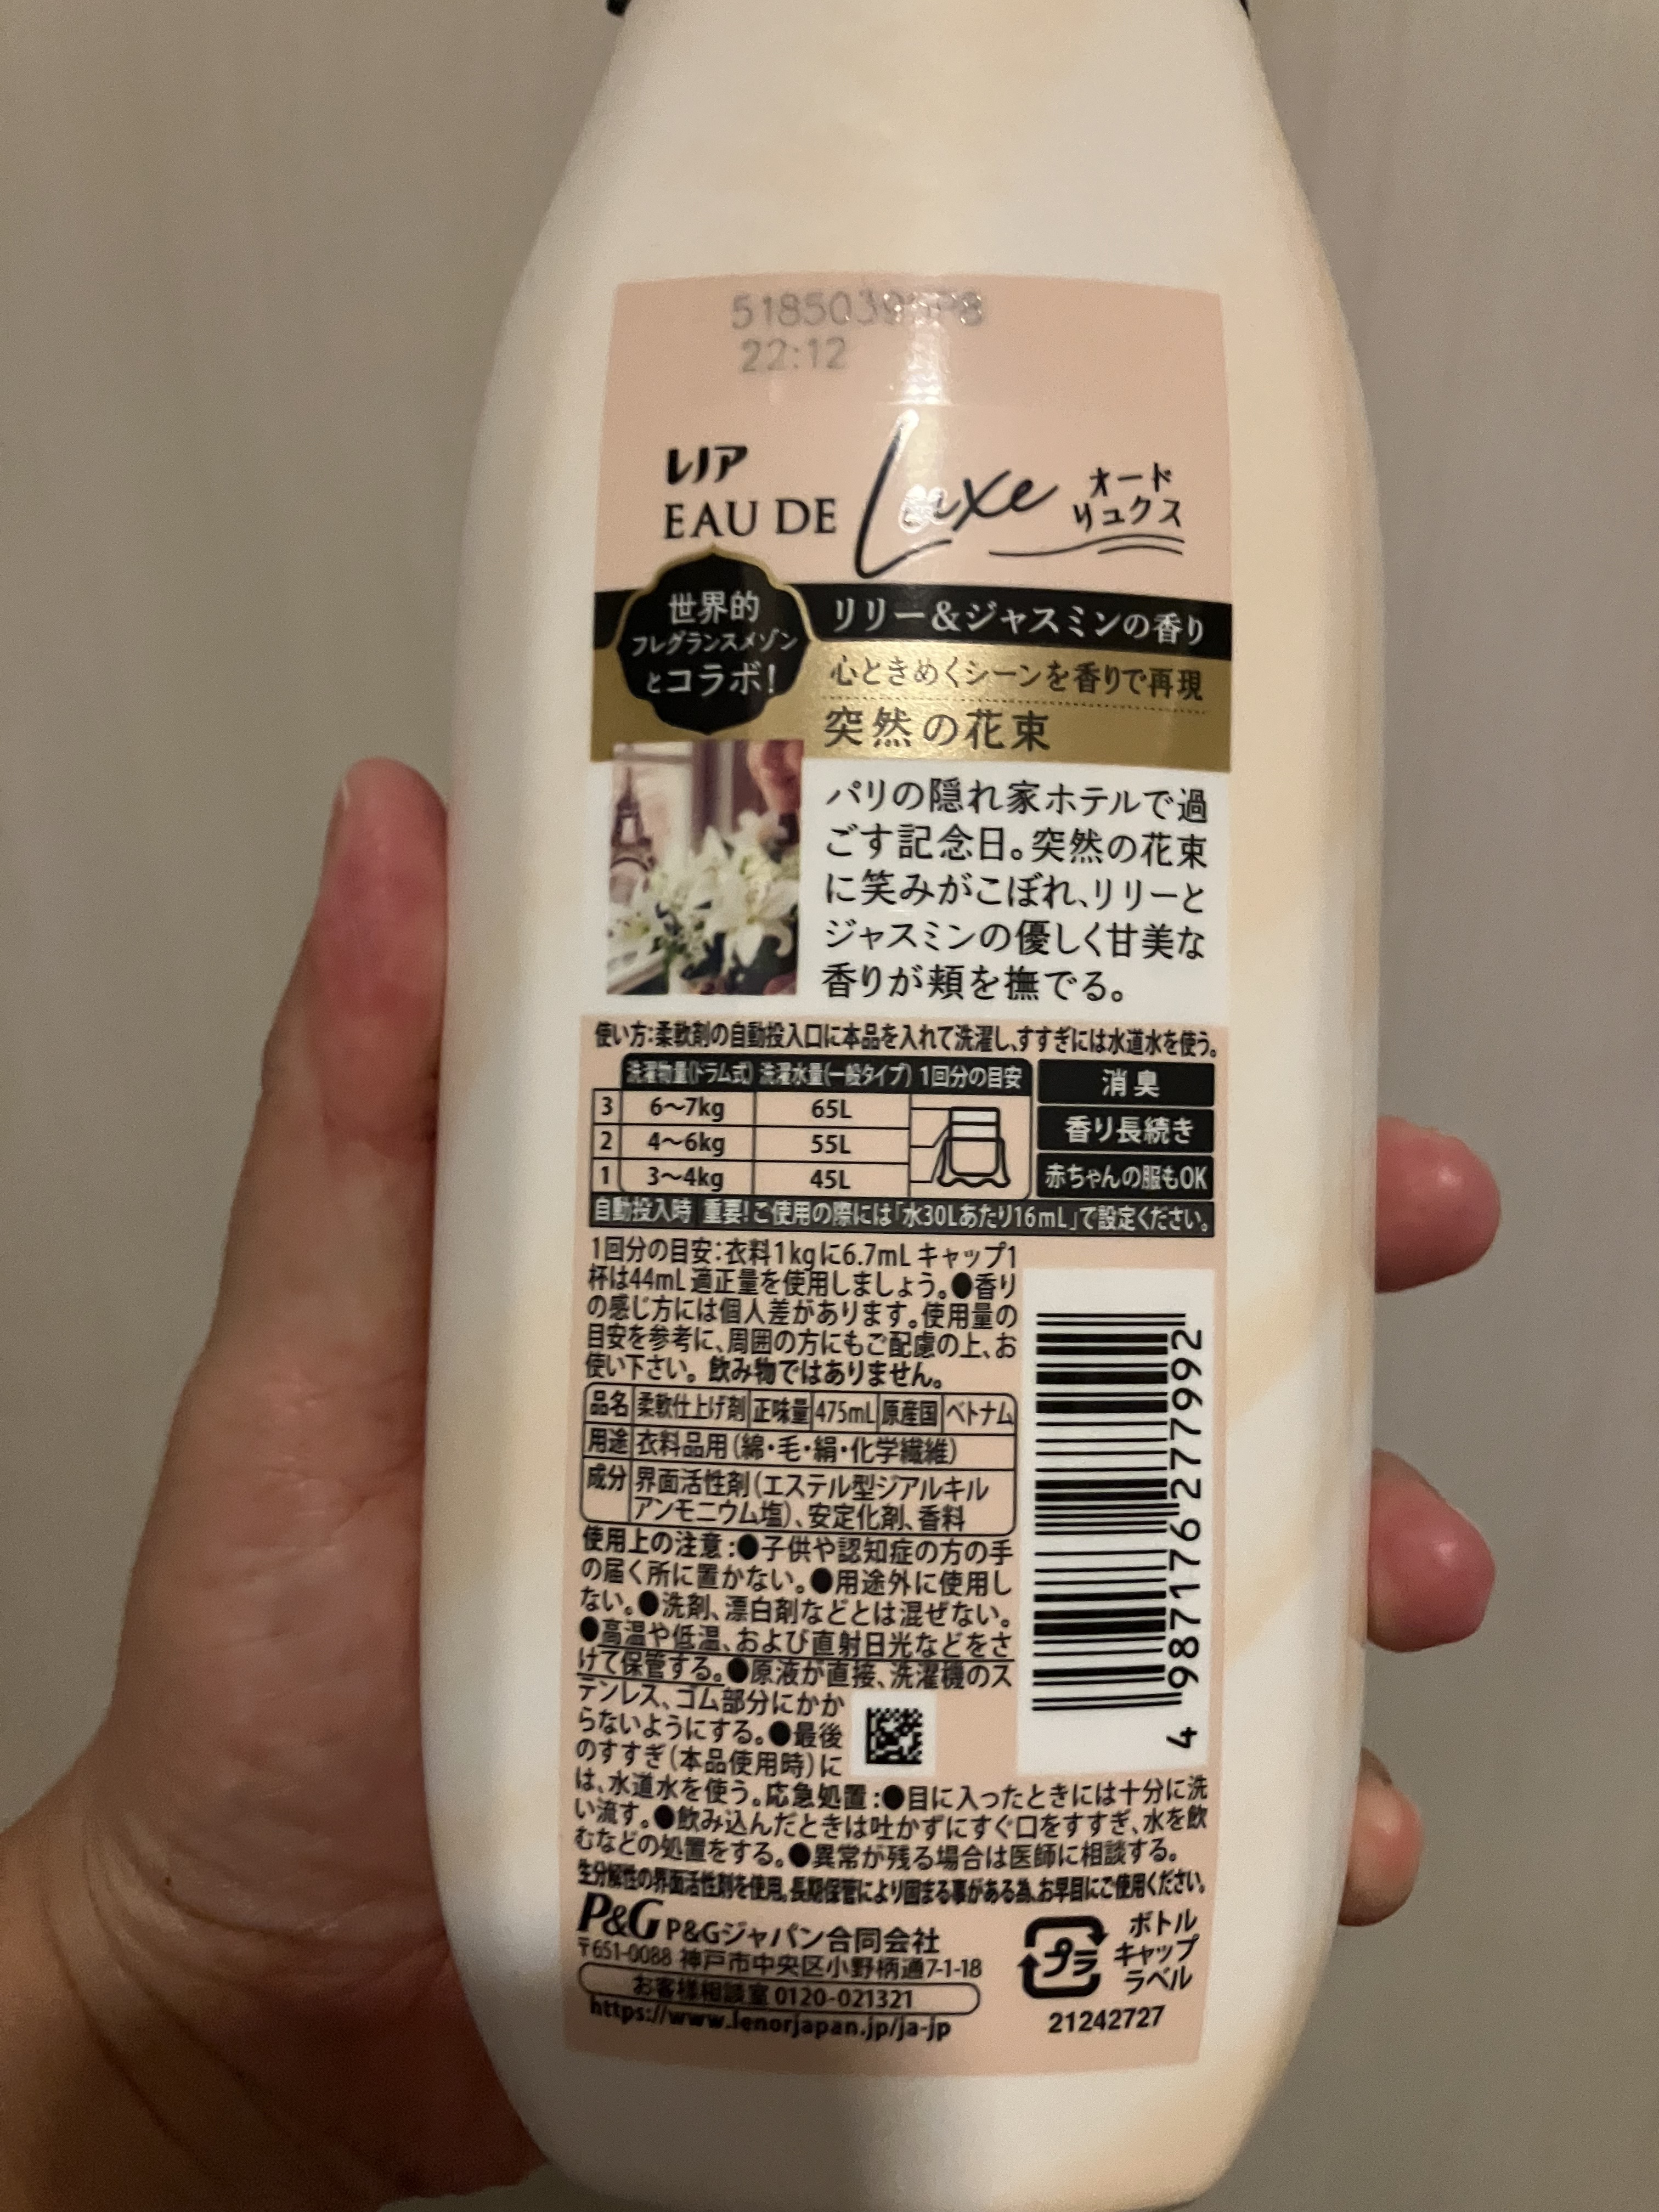 22:12
レノア
EAU DE Luxe オード
リュクス
世界的
フレグランスメゾン
とコラボ!
リリー&ジャスミンの香り
心ときめくシーンを香りで再現
突然の花束
パリの隠れ家ホテルで過
ごす記念日。突然の花束
に笑みがこぼれ、リリーと
ジャスミンの優しく甘美な
香りが頬を撫でる。
使い方:柔軟剤の自動投入口に本品を入れて洗濯し、すすぎには水道水を使う。
洗濯物量(ドラム式) 洗濯水量(一般タイプ) 1回分の目安
3 6〜7kg 65L
2 4〜6kg 55L
1 3〜4kg 45L
消臭
香り長続き
赤ちゃんの服もOK
自動投入時 重要!ご使用の際には「水30Lあたり16mL」で設定ください。
1回分の目安:衣料1kgに6.7mL キャップ1
杯は44mL 適正量を使用しましょう。●香り
の感じ方には個人差があります。使用量の
目安を参考に、周囲の方にもご配慮の上、お
使い下さい。飲み物ではありません。
品名 柔軟仕上げ剤 正味量 475mL 原産国 ベトナム
用途 衣料品用(綿・毛・絹・化学繊維)
成分 界面活性剤(エステル型ジアルキル
アンモニウム塩)、安定化剤、香料
使用上の注意:●子供や認知症の方の手
の届く所に置かない。●用途外に使用し
ない。●洗剤、漂白剤などとは混ぜない。
●高温や低温、および直射日光などをさ
けて保管する。●原液が直接、洗濯機のス
テンレス、ゴム部分にかか
らないようにする。●最後
のすすぎ(本品使用時)に
は、水道水を使う。応急処置:●目に入ったときには十分に洗
い流す。●飲み込んだときは吐かずにすぐ口をすすぎ、水を飲
むなどの処置をする。●異常が残る場合は医師に相談する。
生分解性の界面活性剤を使用。長期保管により固まる事がある為、お早目にご使用ください。
P&G P&Gジャパン合同会社
〒651-0088 神戸市中央区小野柄通7-1-18
お客様相談室 0120-021321
https://www.lenorjapan.jp/ja-jp
プラ
ボトル
キャップ
ラベル
21242727
4 987176 277992